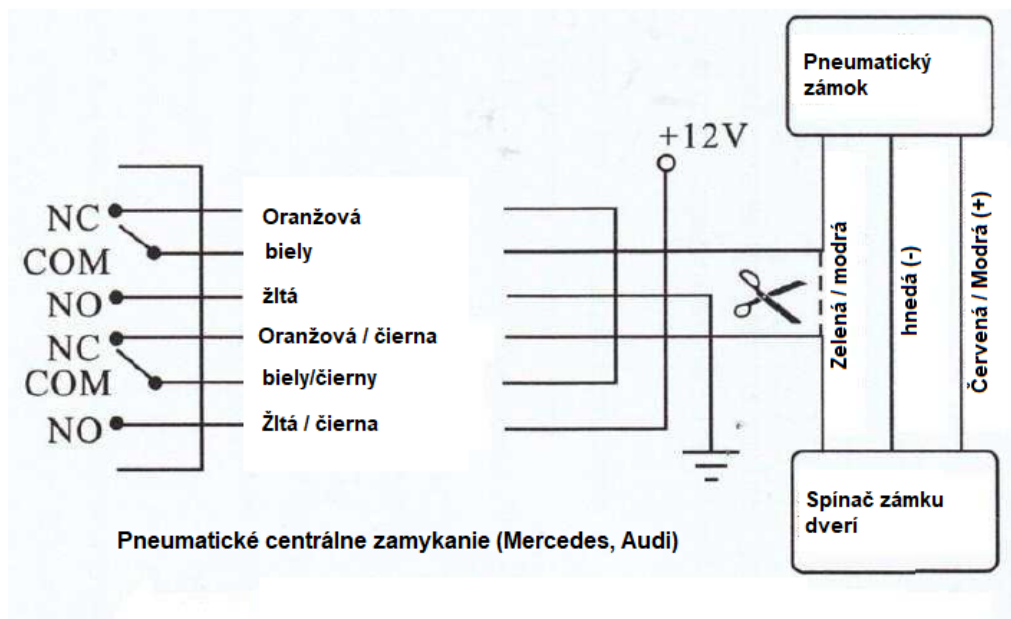 Pneumatický
zámok
+12V
NC
Oranžová
COM
biely
NO
žltá
NC
Oranžová / čierna
COM
biely/čierny
NO
Žltá / čierna
Zelená / modrá
hnedá (-)
Červená / Modrá (+)
Spínač zámku
dverí
Pneumatické centrálne zamykanie (Mercedes, Audi)